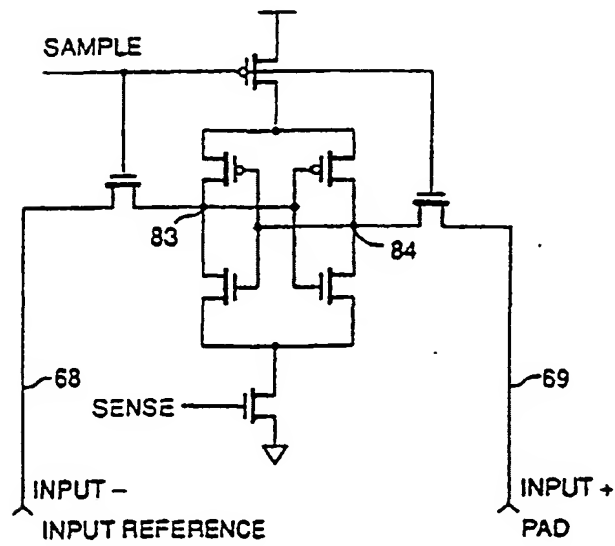 SAMPLE
83
84
68
69
SENSE
INPUT –
INPUT REFERENCE
INPUT +
PAD